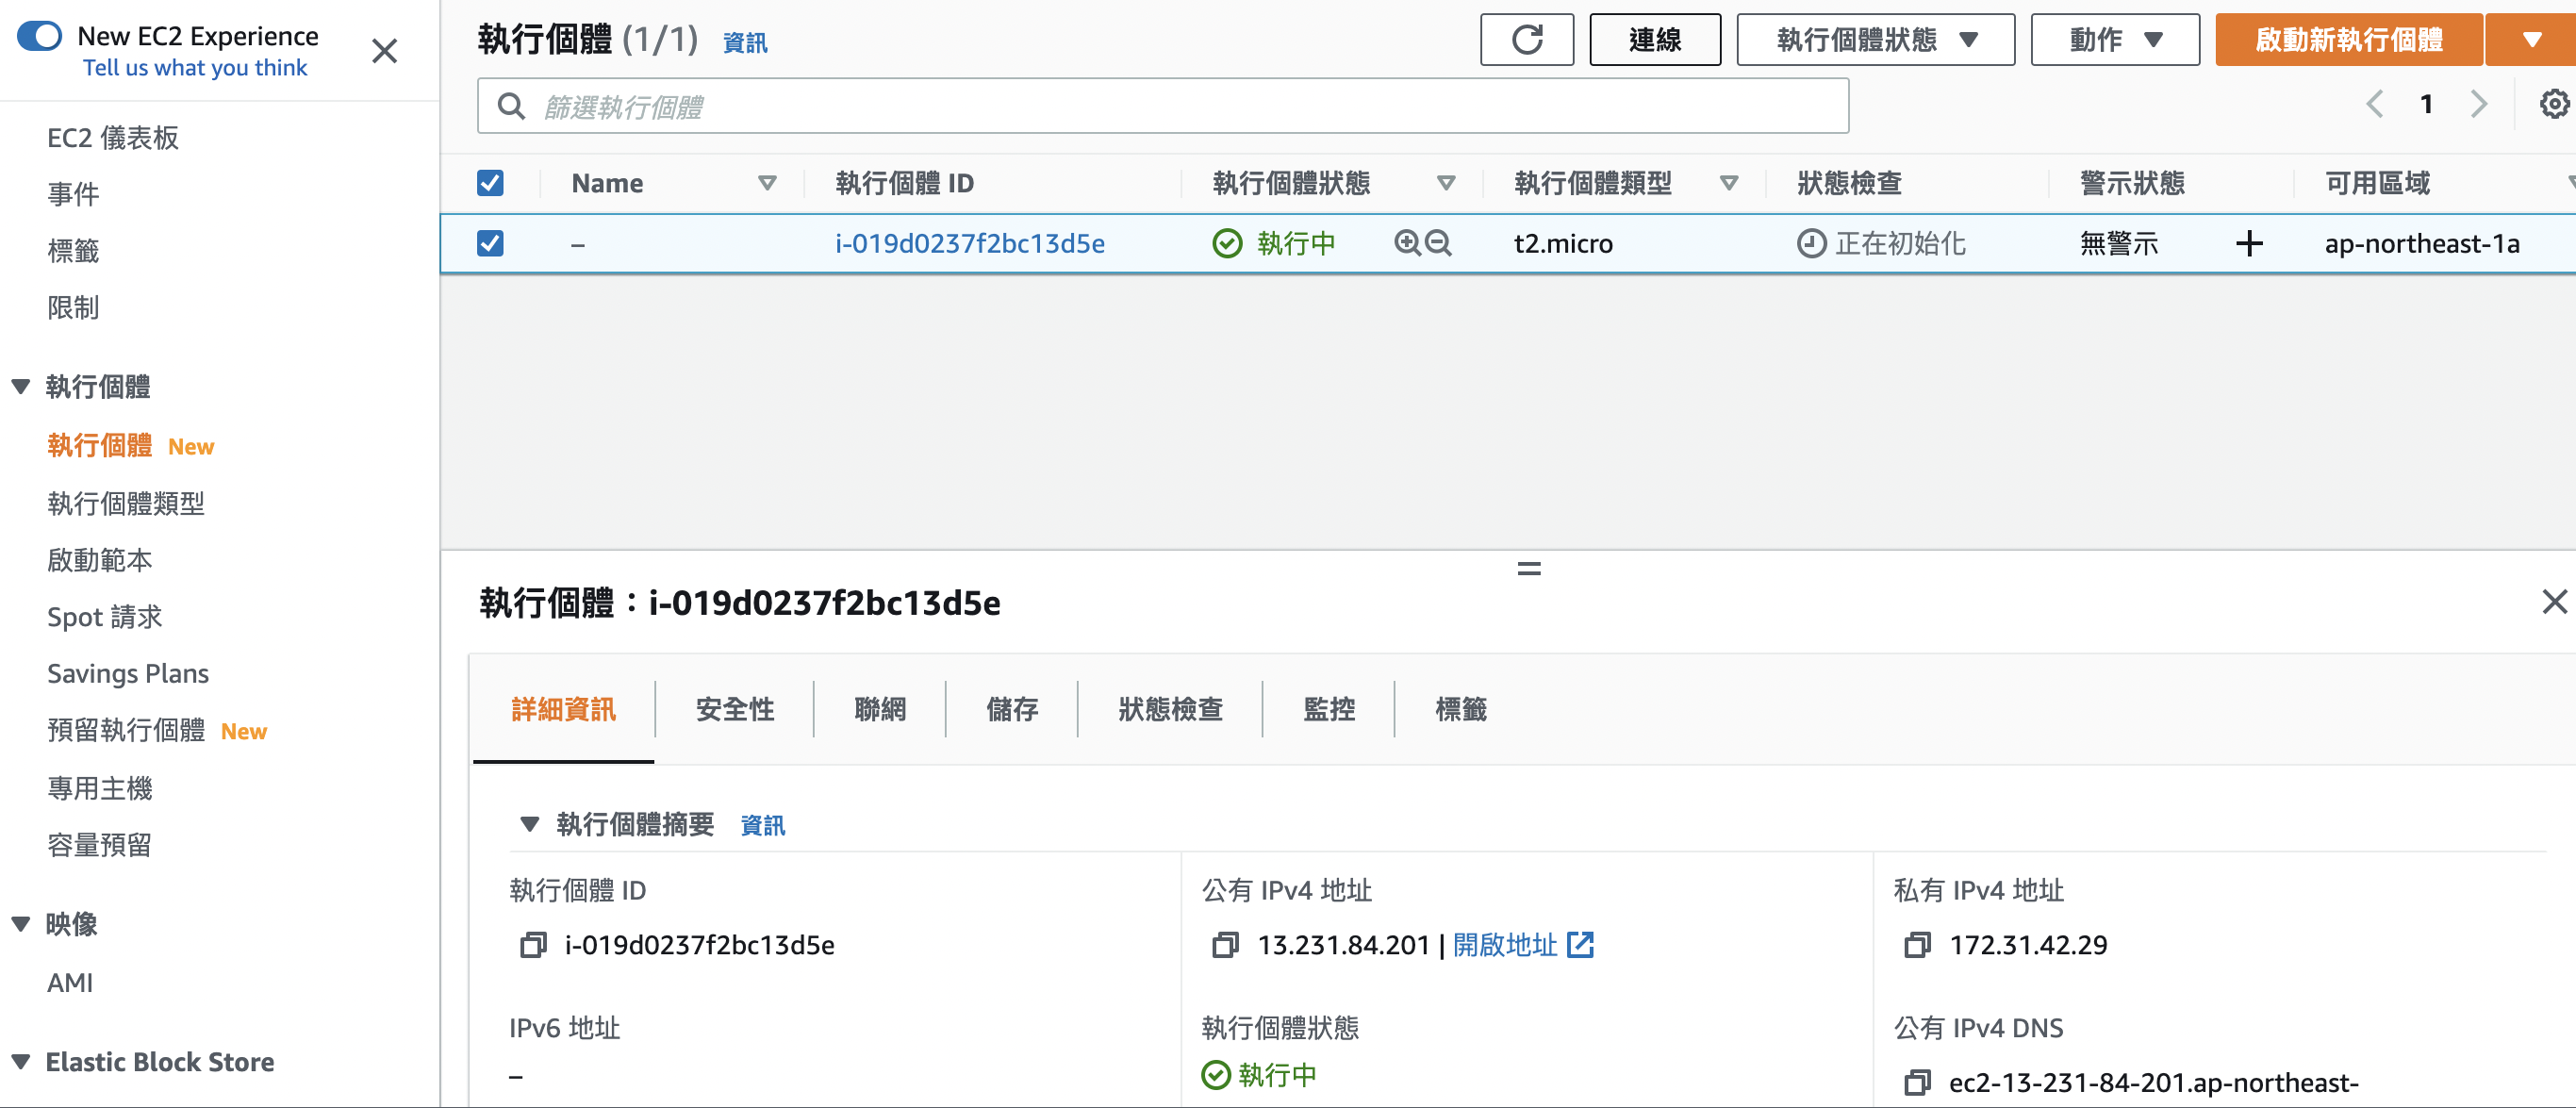 New EC2 Experience
Tell us what you think
EC2 儀表板
事件
標籤
限制
執行個體
執行個體 New
執行個體類型
啟動範本
Spot 請求
Savings Plans
預留執行個體 New
專用主機
容量預留
映像
AMI
Elastic Block Store
執行個體 (1/1) 資訊
連線
執行個體狀態
動作
啟動新執行個體
篩選執行個體
1
Name 執行個體 ID 執行個體狀態 執行個體類型 狀態檢查 警示狀態 可用區域
– i-019d0237f2bc13d5e 執行中 t2.micro 正在初始化 無警示 + ap-northeast-1a
執行個體：i-019d0237f2bc13d5e
詳細資訊 安全性 聯網 儲存 狀態檢查 監控 標籤
執行個體摘要 資訊
執行個體 ID 公有 IPv4 地址 私有 IPv4 地址
i-019d0237f2bc13d5e 13.231.84.201 | 開啟地址 172.31.42.29
IPv6 地址 執行個體狀態 公有 IPv4 DNS
– 執行中 ec2-13-231-84-201.ap-northeast-